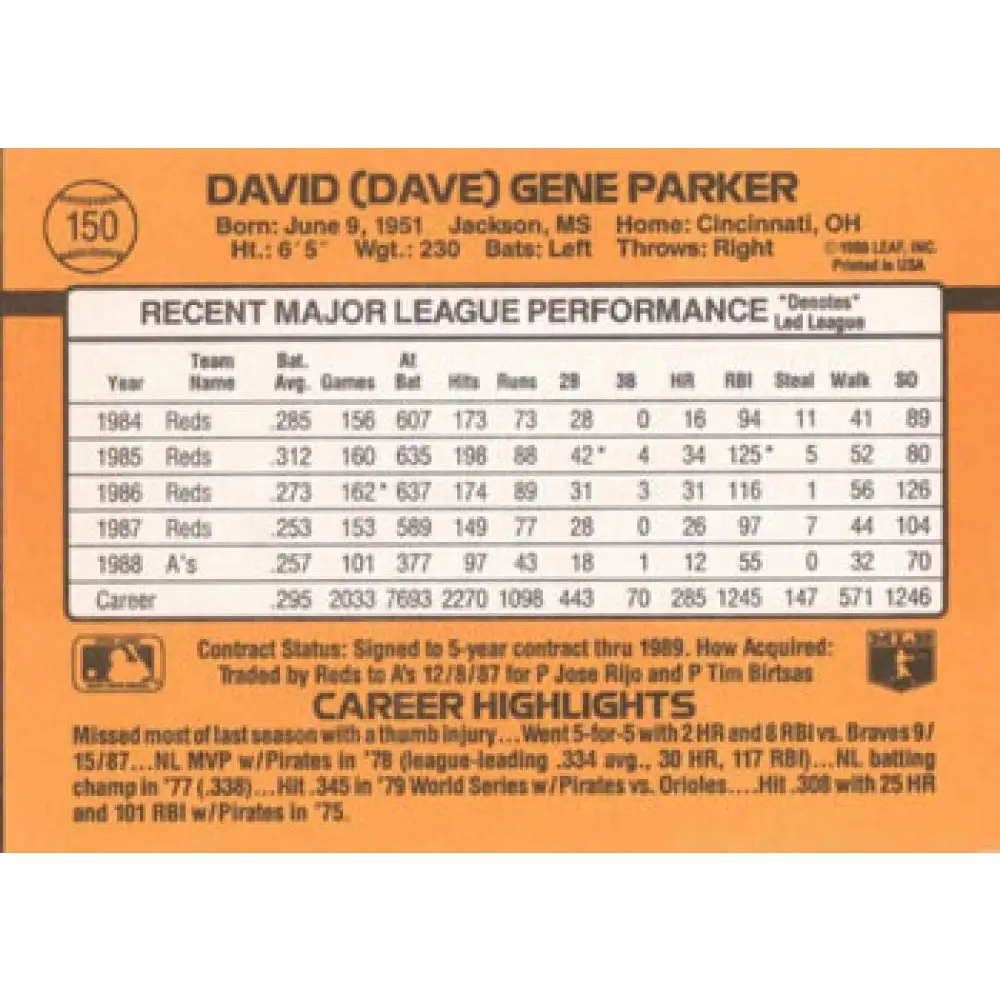 150
DAVID (DAVE) GENE PARKER
Born: June 9, 1951 Jackson, MS Home: Cincinnati, OH
Ht.: 6'5" Wgt.: 230 Bats: Left Throws: Right
© 1988 LEAF, INC.
Printed in USA
RECENT MAJOR LEAGUE PERFORMANCE "Denotes"
Led League
Year Team Name Bat. Avg. Games At Bat Hits Runs 2B 3B HR RBI Steal Walk SO
1984 Reds .285 156 607 173 73 28 0 16 94 11 41 89
1985 Reds .312 160 635 198 88 42* 4 34 125* 5 52 80
1986 Reds .273 162* 637 174 89 31 3 31 116 1 56 126
1987 Reds .253 153 589 149 77 28 0 26 97 7 44 104
1988 A's .257 101 377 97 43 18 1 12 55 0 32 70
Career .295 2033 7693 2270 1098 443 70 285 1245 147 571 1246
Contract Status: Signed to 5-year contract thru 1989. How Acquired:
Traded by Reds to A's 12/8/87 for P Jose Rijo and P Tim Birtsas
CAREER HIGHLIGHTS
Missed most of last season with a thumb injury...Went 5-for-5 with 2 HR and 8 RBI vs. Braves 9/
15/87...NL MVP w/Pirates in '78 (league-leading .334 avg., 30 HR, 117 RBI)...NL batting
champ in '77 (.338)...Hit .345 in '79 World Series w/Pirates vs. Orioles....Hit .308 with 25 HR
and 101 RBI w/Pirates in '75.